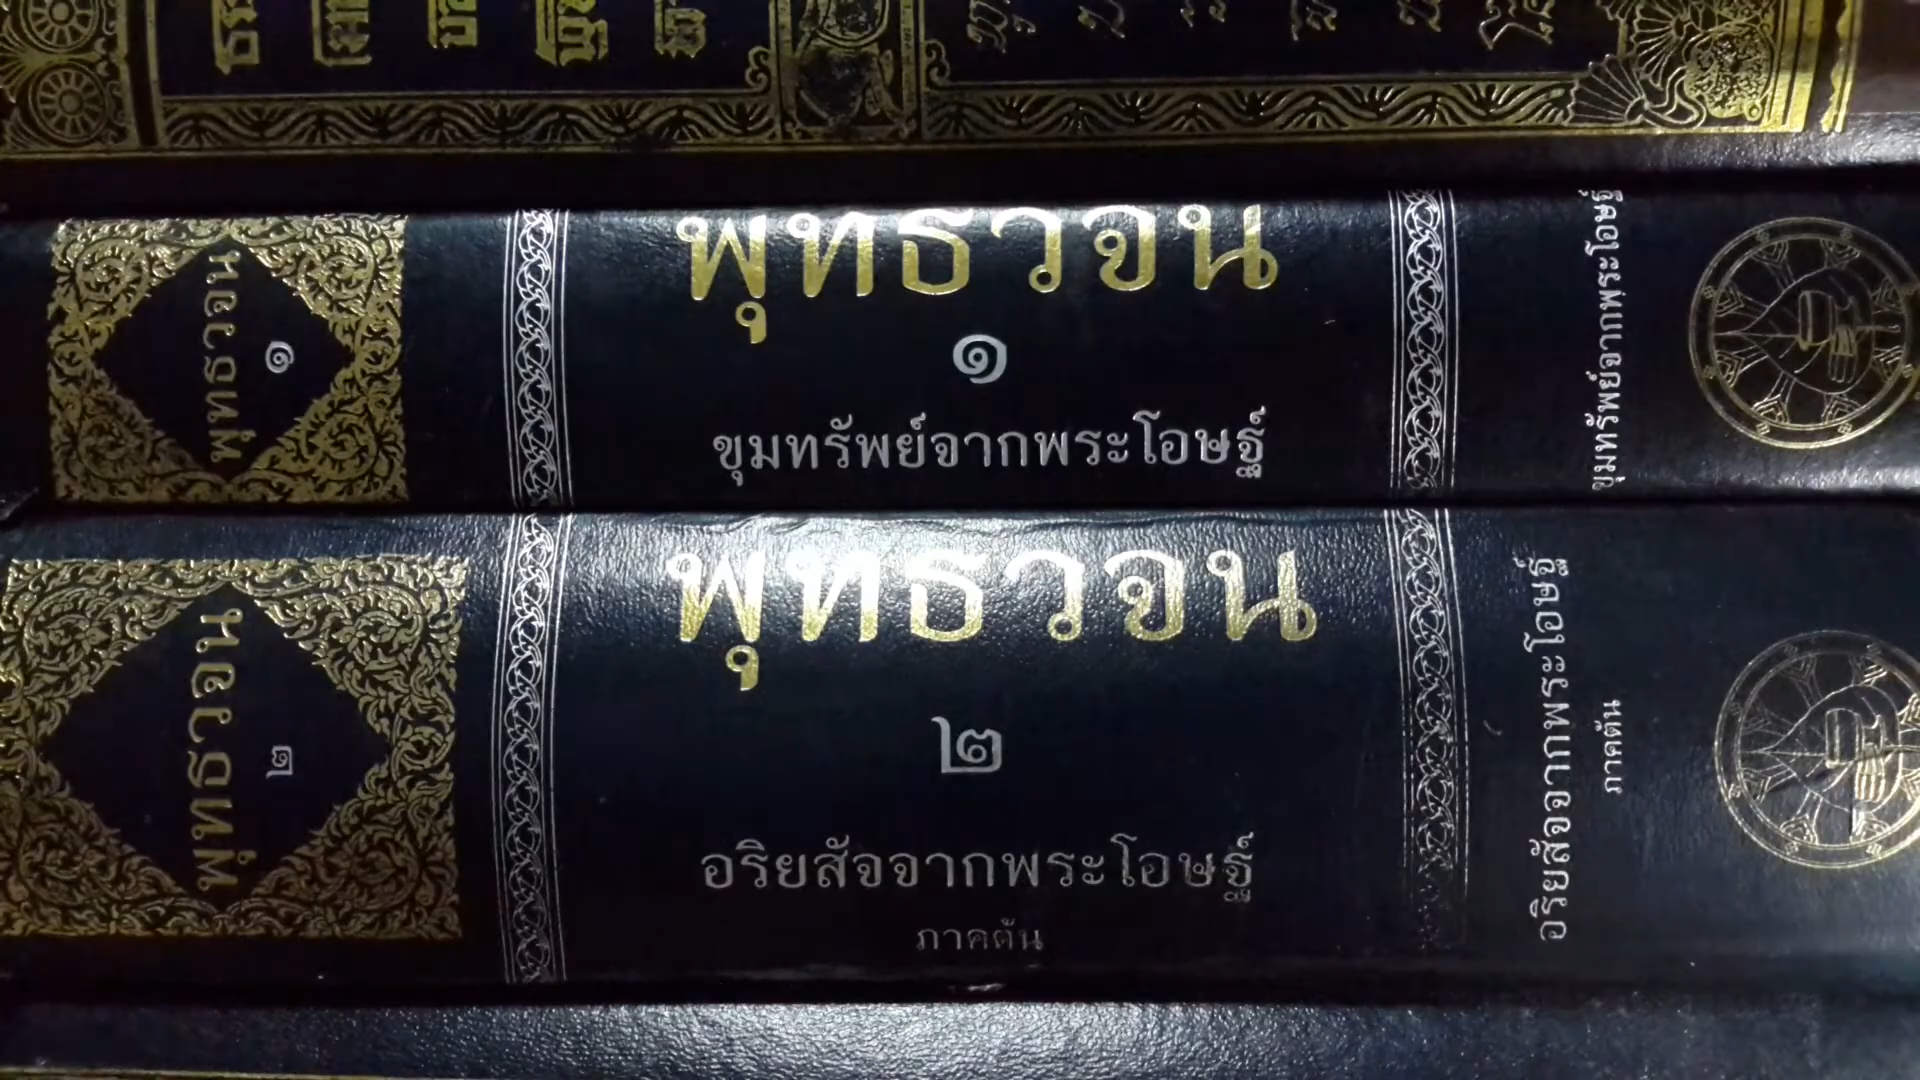 พุทธวจน
๑
พุทธวจน
๑
ขุมทรัพย์จากพระโอษฐ์
ขุมทรัพย์จากพระโอษฐ์
พุทธวจน
๒
พุทธวจน
๒
อริยสัจจากพระโอษฐ์
ภาคต้น
อริยสัจจากพระโอษฐ์
ภาคต้น